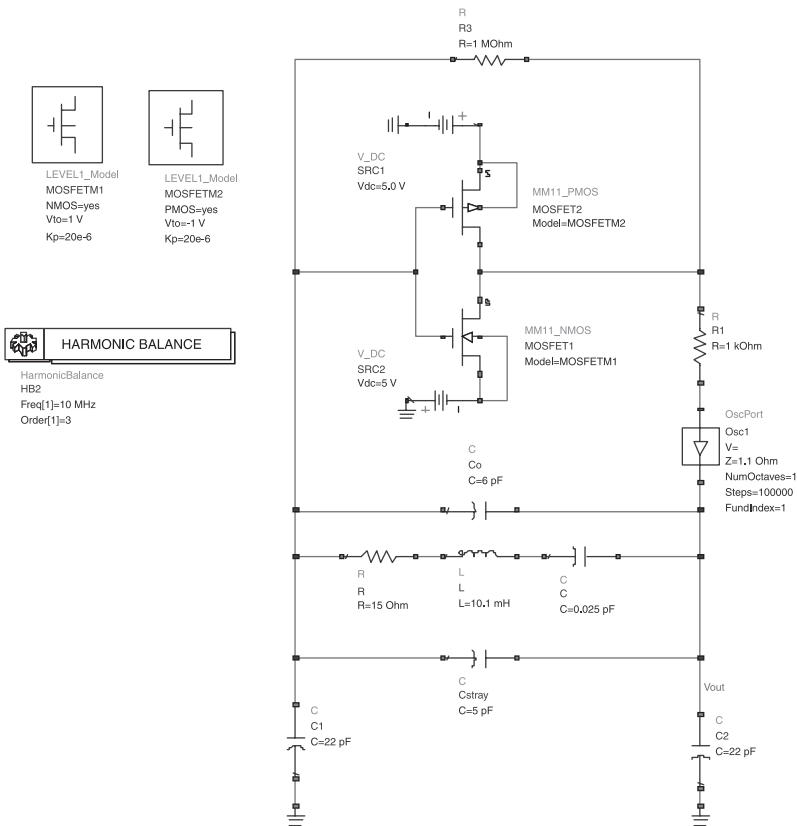 R
R3
R=1 MOhm
LEVEL1_Model
MOSFETM1
NMOS=yes
Vto=1 V
Kp=20e-6
LEVEL1_Model
MOSFETM2
PMOS=yes
Vto=-1 V
Kp=20e-6
V_DC
SRC1
Vdc=5.0 V
S
MM11_PMOS
MOSFET2
Model=MOSFETM2
HARMONIC BALANCE
HarmonicBalance
HB2
Freq[1]=10 MHz
Order[1]=3
V_DC
SRC2
Vdc=5 V
MM11_NMOS
MOSFET1
Model=MOSFETM1
R
R1
R=1 kOhm
OscPort
Osc1
V=
Z=1.1 Ohm
NumOctaves=1
Steps=100000
FundIndex=1
C
Co
C=6 pF
R
R
R=15 Ohm
L
L
L=10.1 mH
C
C
C=0.025 pF
C
Cstray
C=5 pF
Vout
C
C1
C=22 pF
C
C2
C=22 pF